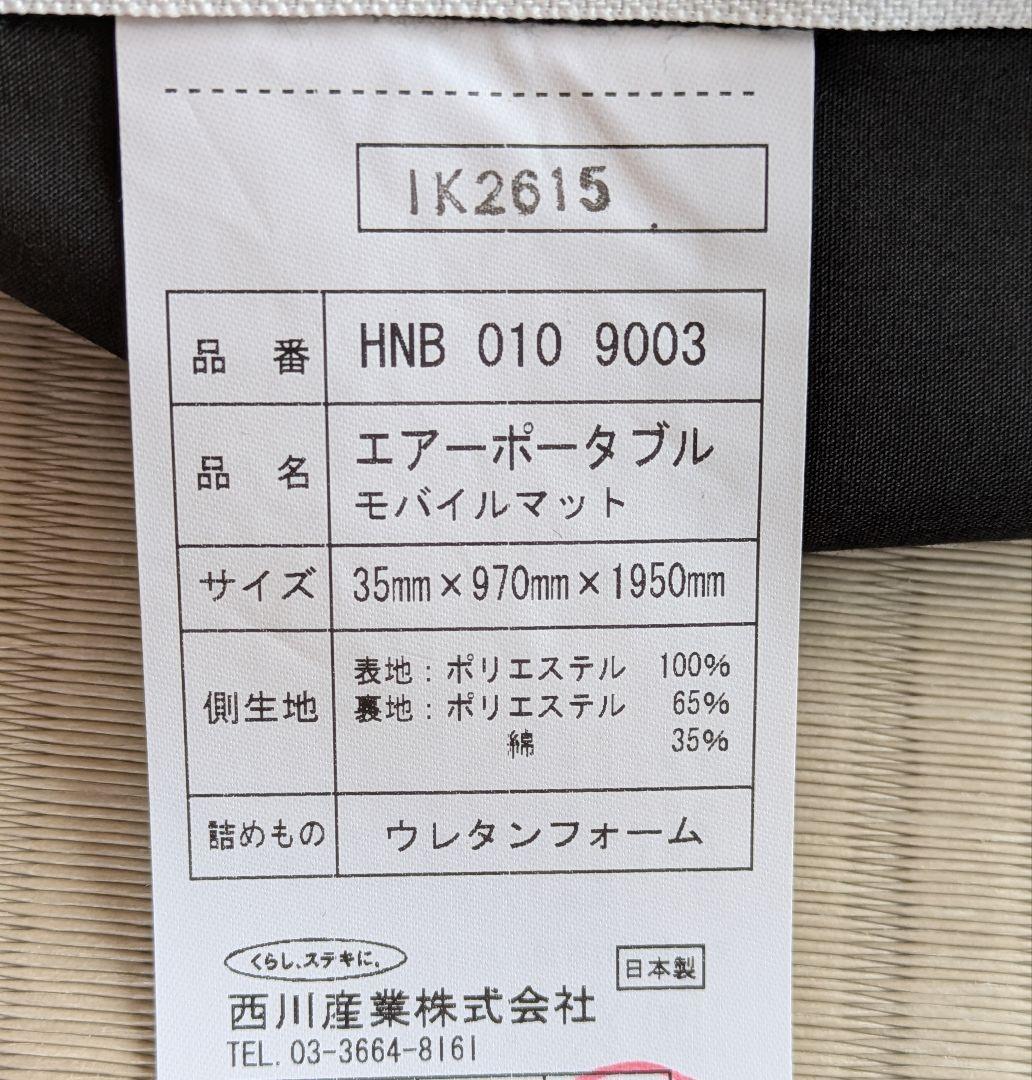 IK2615
品番 HNB 010 9003
品名 エアーポータブル
モバイルマット
サイズ 35mm×970mm×1950mm
側生地 表地:ポリエステル 100%
裏地:ポリエステル 65%
綿 35%
詰めもの ウレタンフォーム
くらし、ステキに。
日本製
西川産業株式会社
TEL. 03-3664-8161